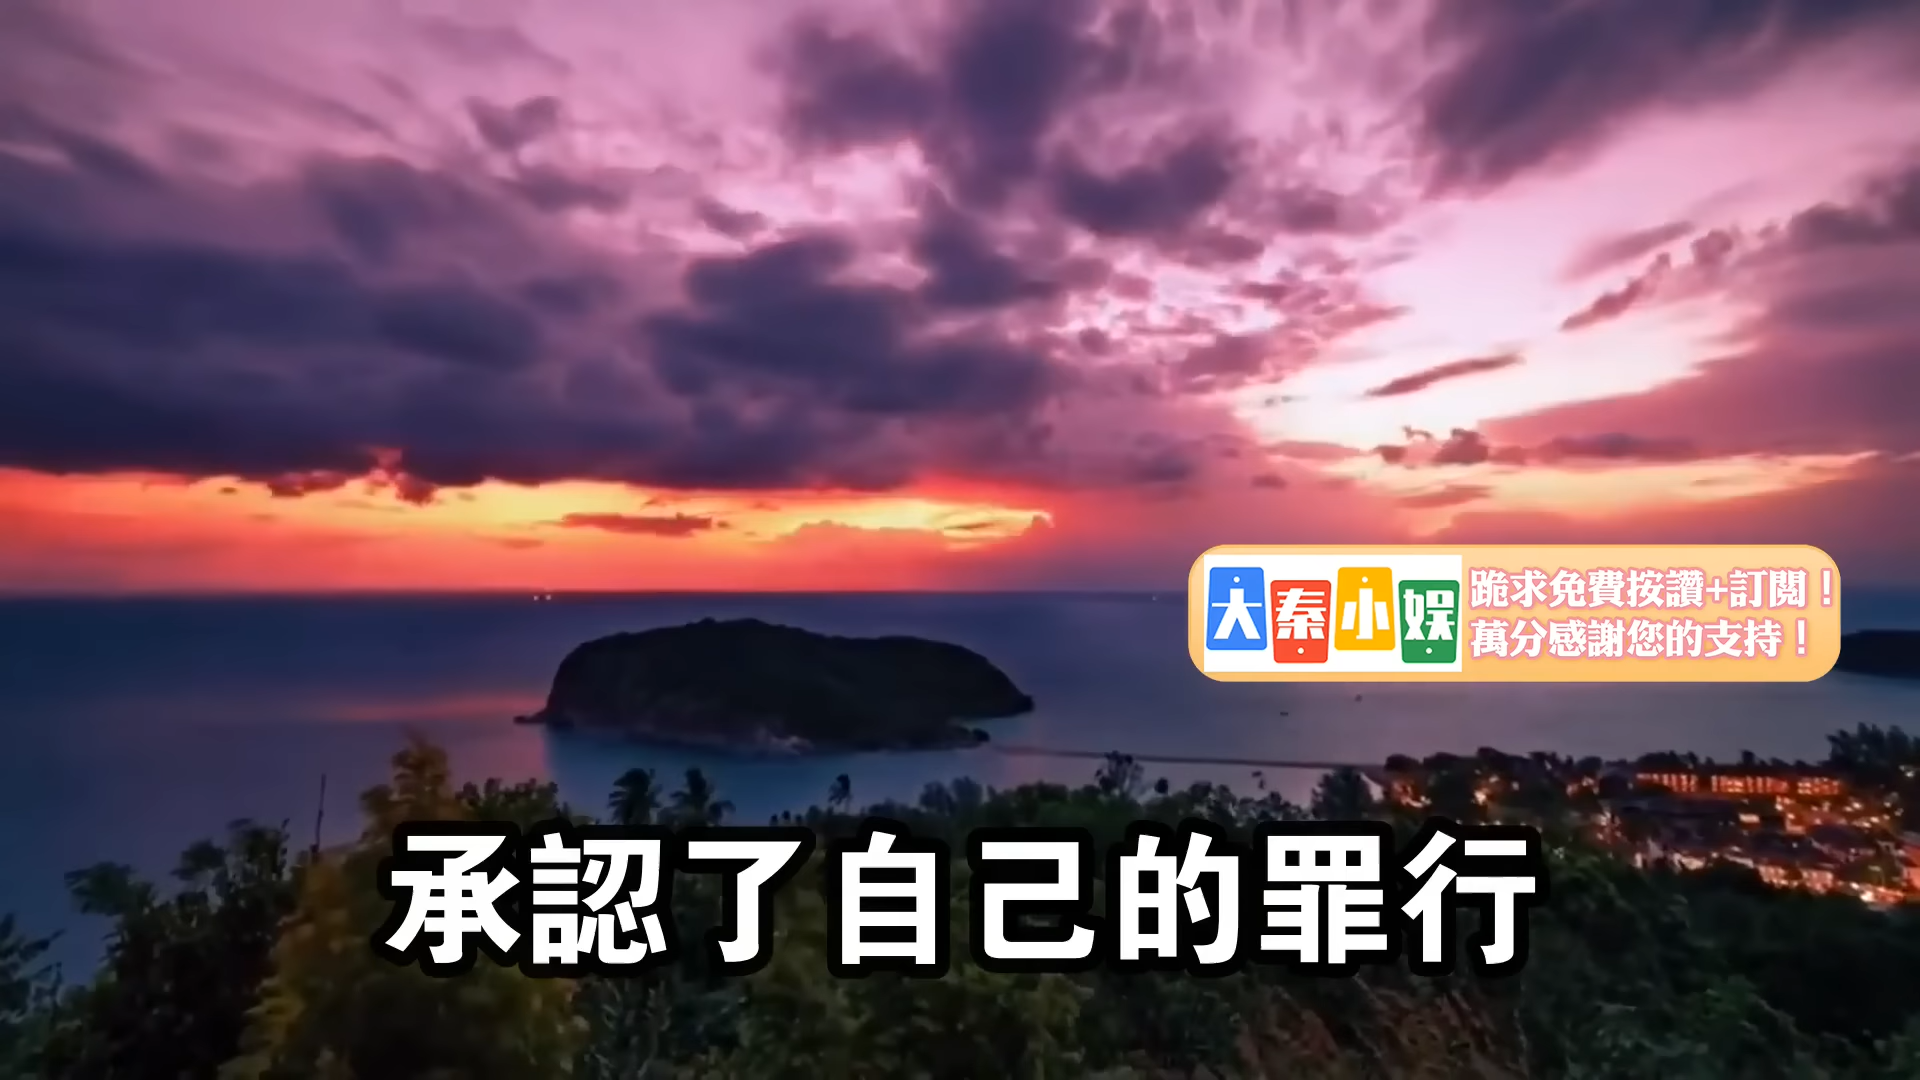 大秦小娱
跪求免費按讚+訂閱！
萬分感謝您的支持！
承認了自己的罪行